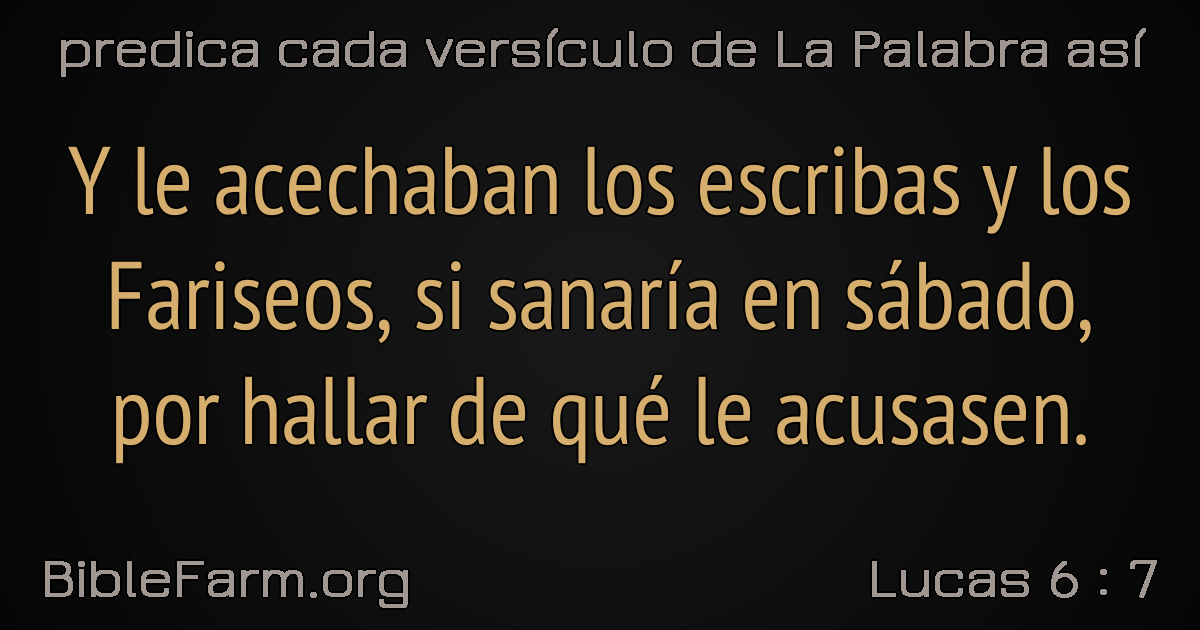 predica cada versículo de La Palabra así
Y le acechaban los escribas y los
Fariseos, si sanaría en sábado,
por hallar de qué le acusasen.
BibleFarm.org
Lucas 6 : 7